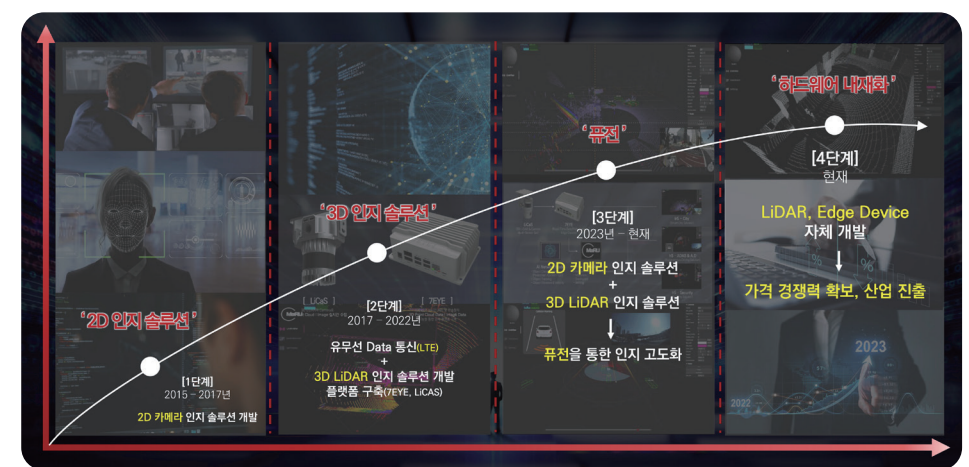 ‘2D 인지 솔루션’
[1단계]
2015 – 2017년
2D 카메라 인지 솔루션 개발
‘3D 인지 솔루션’
[ LiCAS ]
[ 7EYE ]
[2단계]
2017 – 2022년
유무선 Data 통신(LTE)
+
3D LiDAR 인지 솔루션 개발
플랫폼 구축(7EYE, LiCAS)
‘퓨전’
[3단계]
2023년 – 현재
2D 카메라 인지 솔루션
+
3D LiDAR 인지 솔루션
퓨전을 통한 인지 고도화
‘하드웨어 내재화’
[4단계]
현재
LiDAR, Edge Device
자체 개발
가격 경쟁력 확보, 산업 진출
2023
2022